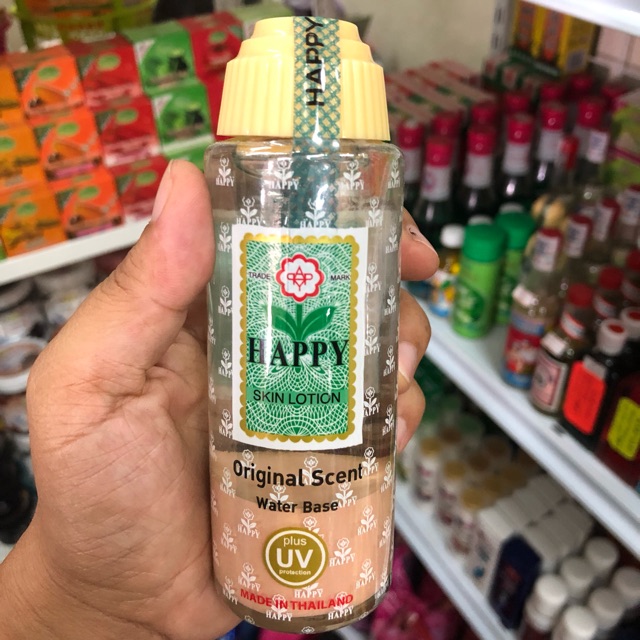 HAPPY
TRADE MARK
HAPPY
SKIN LOTION
Original Scent
Water Base
plus
UV
protection
MADE IN THAILAND